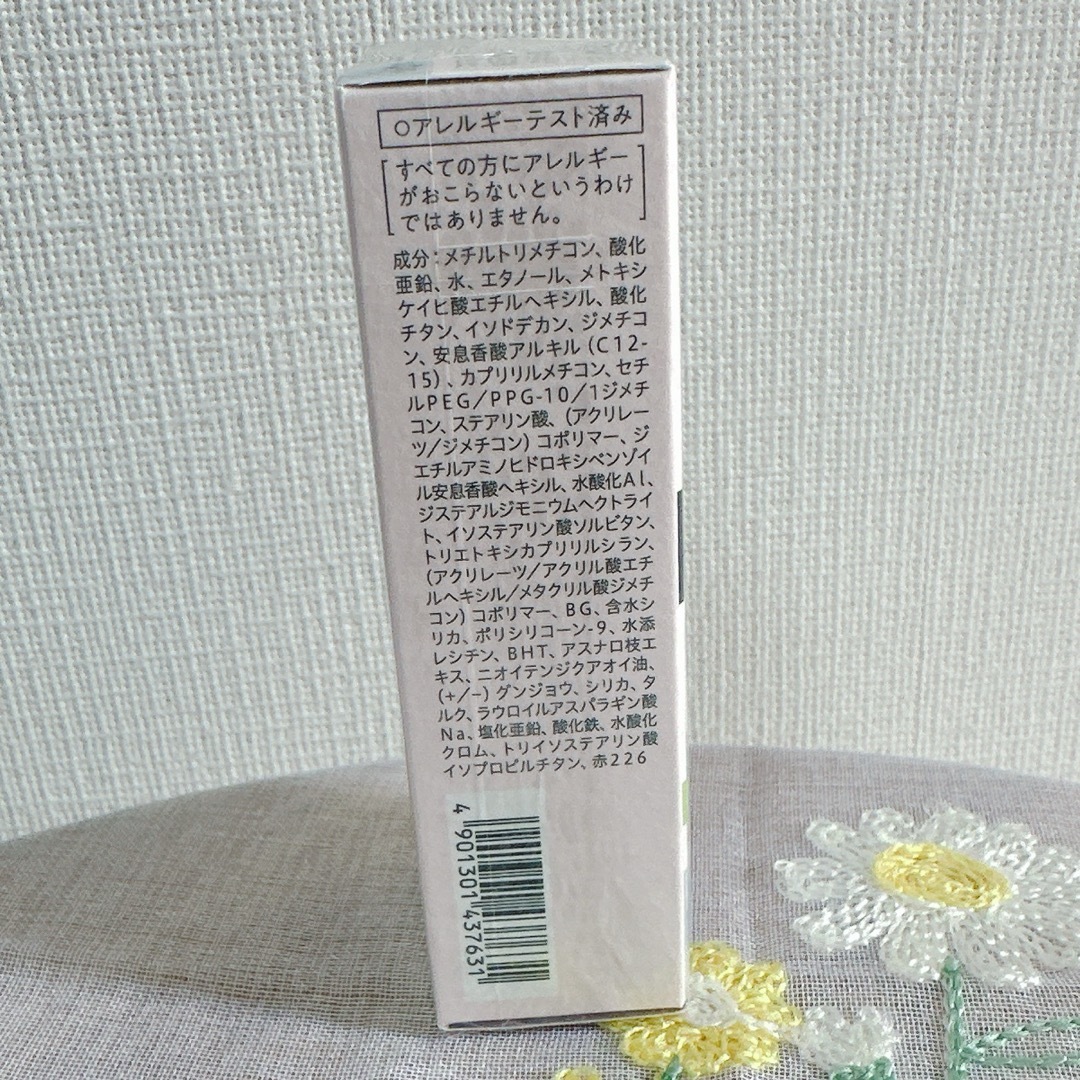 ○アレルギーテスト済み
すべての方にアレルギー
がおこらないというわけ
ではありません。
成分：メチルトリメチコン、酸化
亜鉛、水、エタノール、メトキシ
ケイヒ酸エチルヘキシル、酸化
チタン、イソドデカン、ジメチコ
ン、安息香酸アルキル（C12-
15）、カプリリルメチコン、セチ
ルPEG／PPG-10／1ジメチ
コン、ステアリン酸、（アクリレー
ツ／ジメチコン）コポリマー、ジ
エチルアミノヒドロキシベンゾイ
ル安息香酸ヘキシル、水酸化Al、
ジステアルジモニウムヘクトライ
ト、イソステアリン酸ソルビタン、
トリエトキシカプリリルシラン、
（アクリレーツ／アクリル酸エチ
ルヘキシル／メタクリル酸ジメチ
コン）コポリマー、BG、含水シ
リカ、ポリシリコーン-9、水添
レシチン、BHT、アスナロ枝エ
キス、ニオイテンジクアオイ油、
（+／−）グンジョウ、シリカ、タ
ルク、ラウロイルアスパラギン酸
Na、塩化亜鉛、酸化鉄、水酸化
クロム、トリイソステアリン酸
イソプロピルチタン、赤226
4 901301 437631